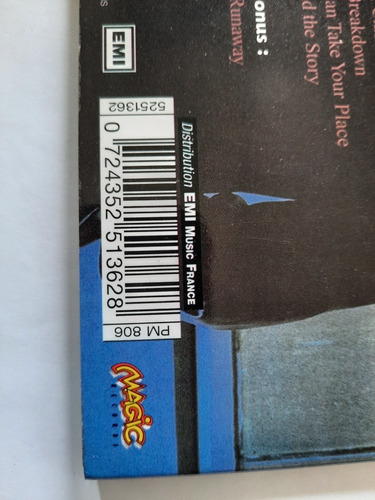 Breakdown
an Take Your Place
d the Story
onus :
Runaway
EMI
5251362
0 724352 513628
PM 806
Distribution EMI MUSIC FRANCE
MAGIC
RECORDS